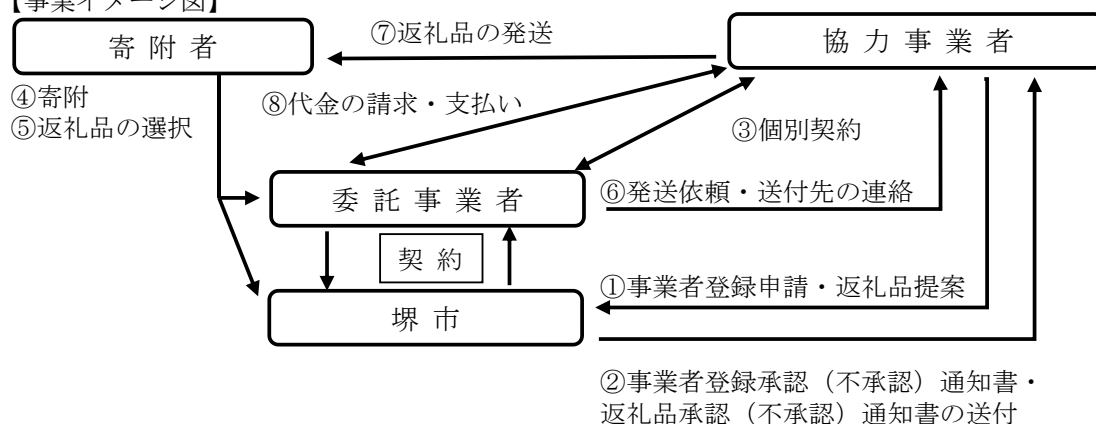 【事業イメージ図】
寄 附 者
⑦返礼品の発送
協 力 事 業 者
④寄附
⑤返礼品の選択
⑧代金の請求・支払い
③個別契約
委 託 事 業 者
⑥発送依頼・送付先の連絡
契 約
①事業者登録申請・返礼品提案
堺 市
②事業者登録承認（不承認）通知書・
返礼品承認（不承認）通知書の送付